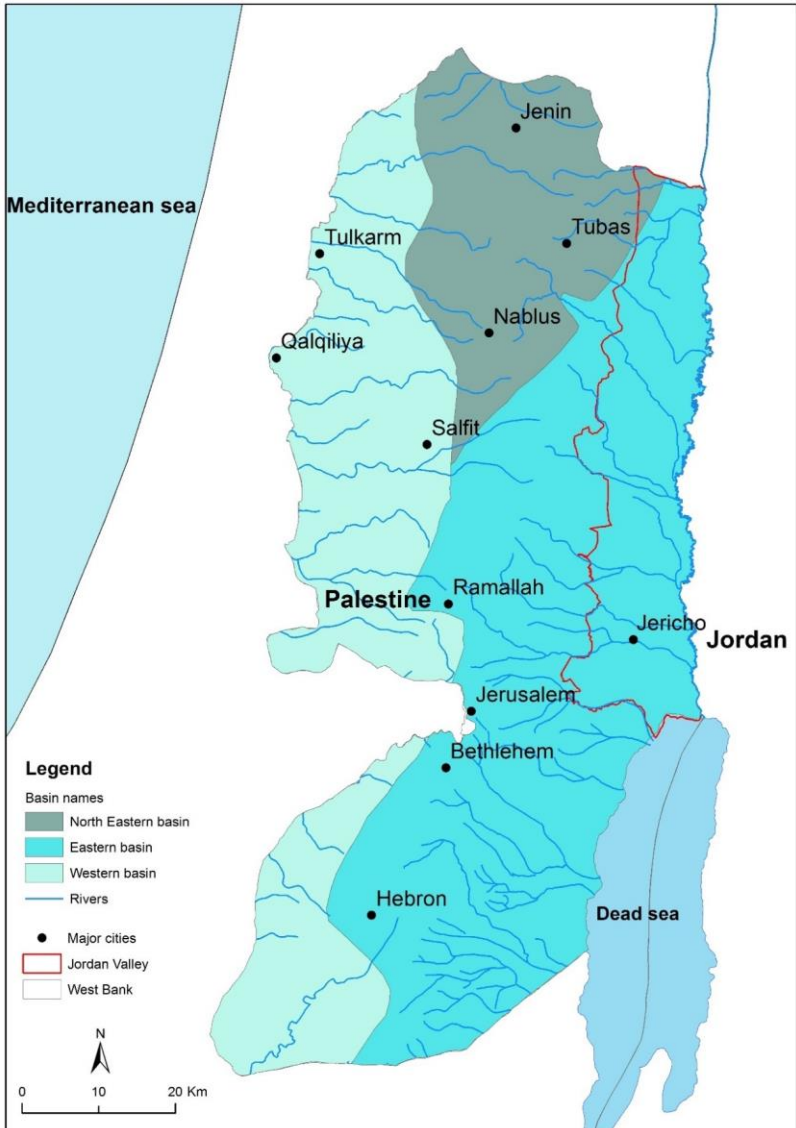 Jenin
Mediterranean sea
Tubas
Tulkarm
Nablus
Qalqiliya
Salfit
Palestine
Ramallah
Jericho
Jordan
Jerusalem
Bethlehem
Hebron
Dead sea
Legend
Basin names
North Eastern basin
Eastern basin
Western basin
Rivers
Major cities
Jordan Valley
West Bank
N
0 10 20 Km